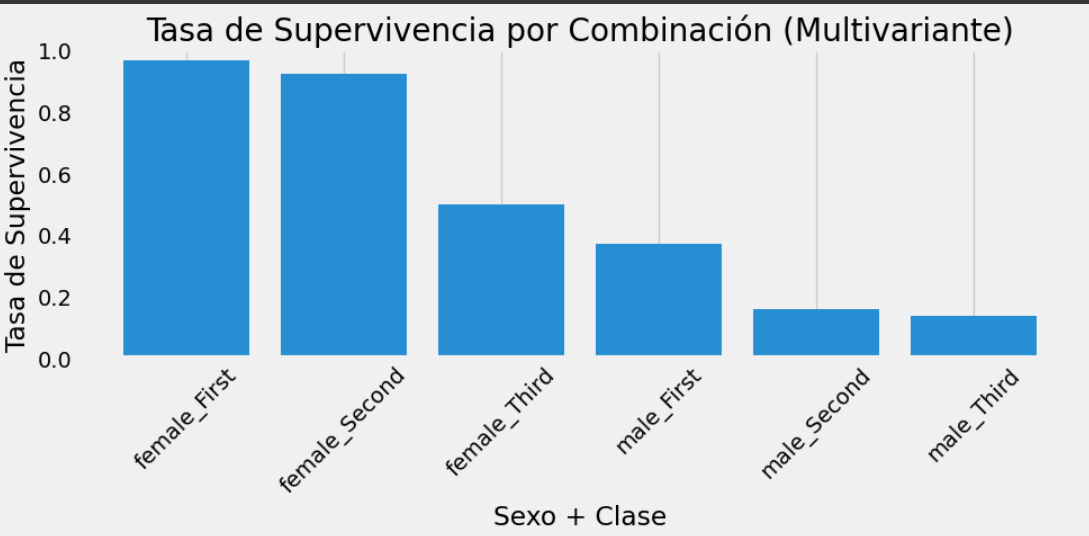 Tasa de Supervivencia por Combinación (Multivariante)
Tasa de Supervivencia
1.0
0.8
0.6
0.4
0.2
0.0
female_First
female_Second
female_Third
male_First
male_Second
male_Third
Sexo + Clase